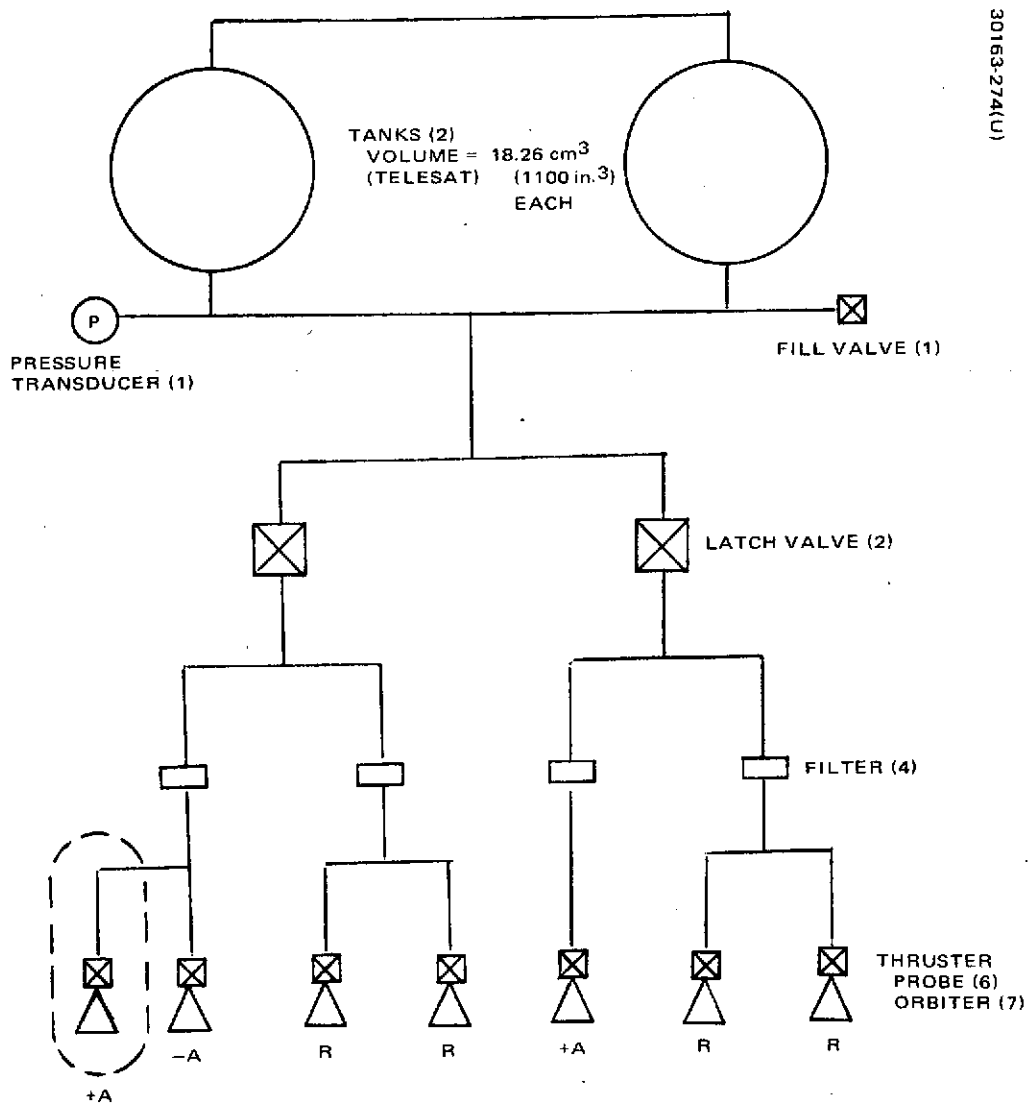 30163-274(U)
TANKS (2)
VOLUME = 18.26 cm³
(TELESAT) (1100 in.³)
EACH
P
PRESSURE
TRANSDUCER (1)
FILL VALVE (1)
LATCH VALVE (2)
FILTER (4)
THRUSTER
PROBE (6)
ORBITER (7)
–A
R
R
+A
R
R
+A